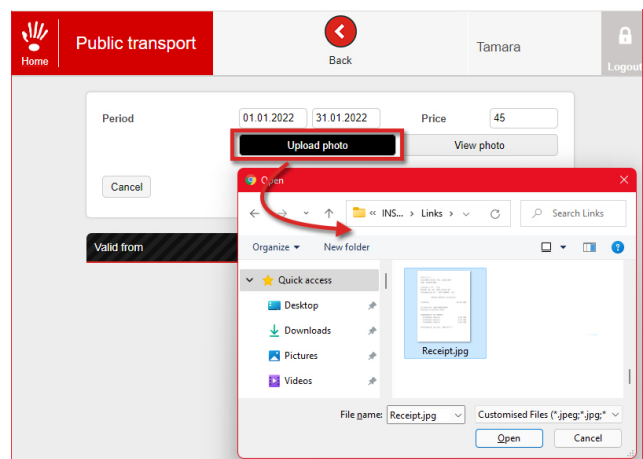 Home
Public transport
Back
Tamara
Logout
Period
01.01.2022
31.01.2022
Price
45
Upload photo
View photo
Cancel
Open
« INS... › Links ›
Search Links
Organize
New folder
Valid from
Quick access
Desktop
Downloads
Pictures
Videos
Receipt.jpg
File name:
Receipt.jpg
Customised Files (*.jpeg;*.jpg;*
Open
Cancel